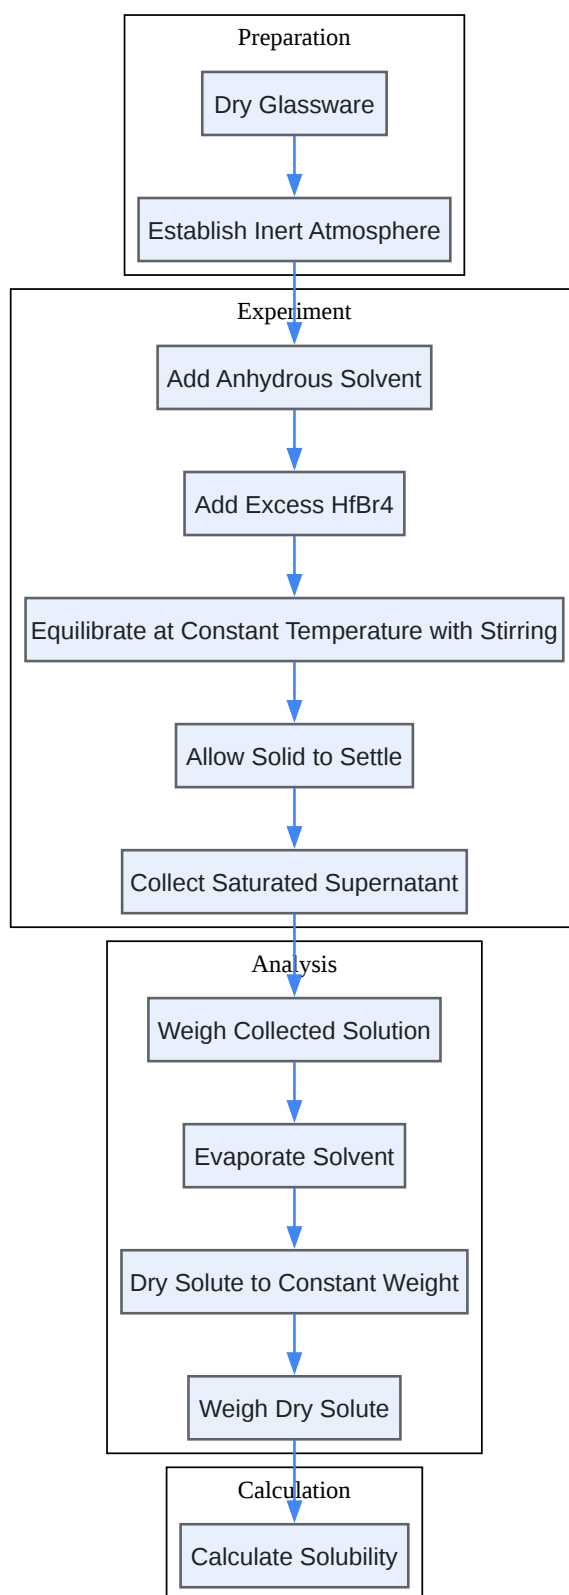 Preparation
Dry Glassware
Establish Inert Atmosphere
Experiment
Add Anhydrous Solvent
Add Excess HfBr4
Equilibrate at Constant Temperature with Stirring
Allow Solid to Settle
Collect Saturated Supernatant
Analysis
Weigh Collected Solution
Evaporate Solvent
Dry Solute to Constant Weight
Weigh Dry Solute
Calculation
Calculate Solubility